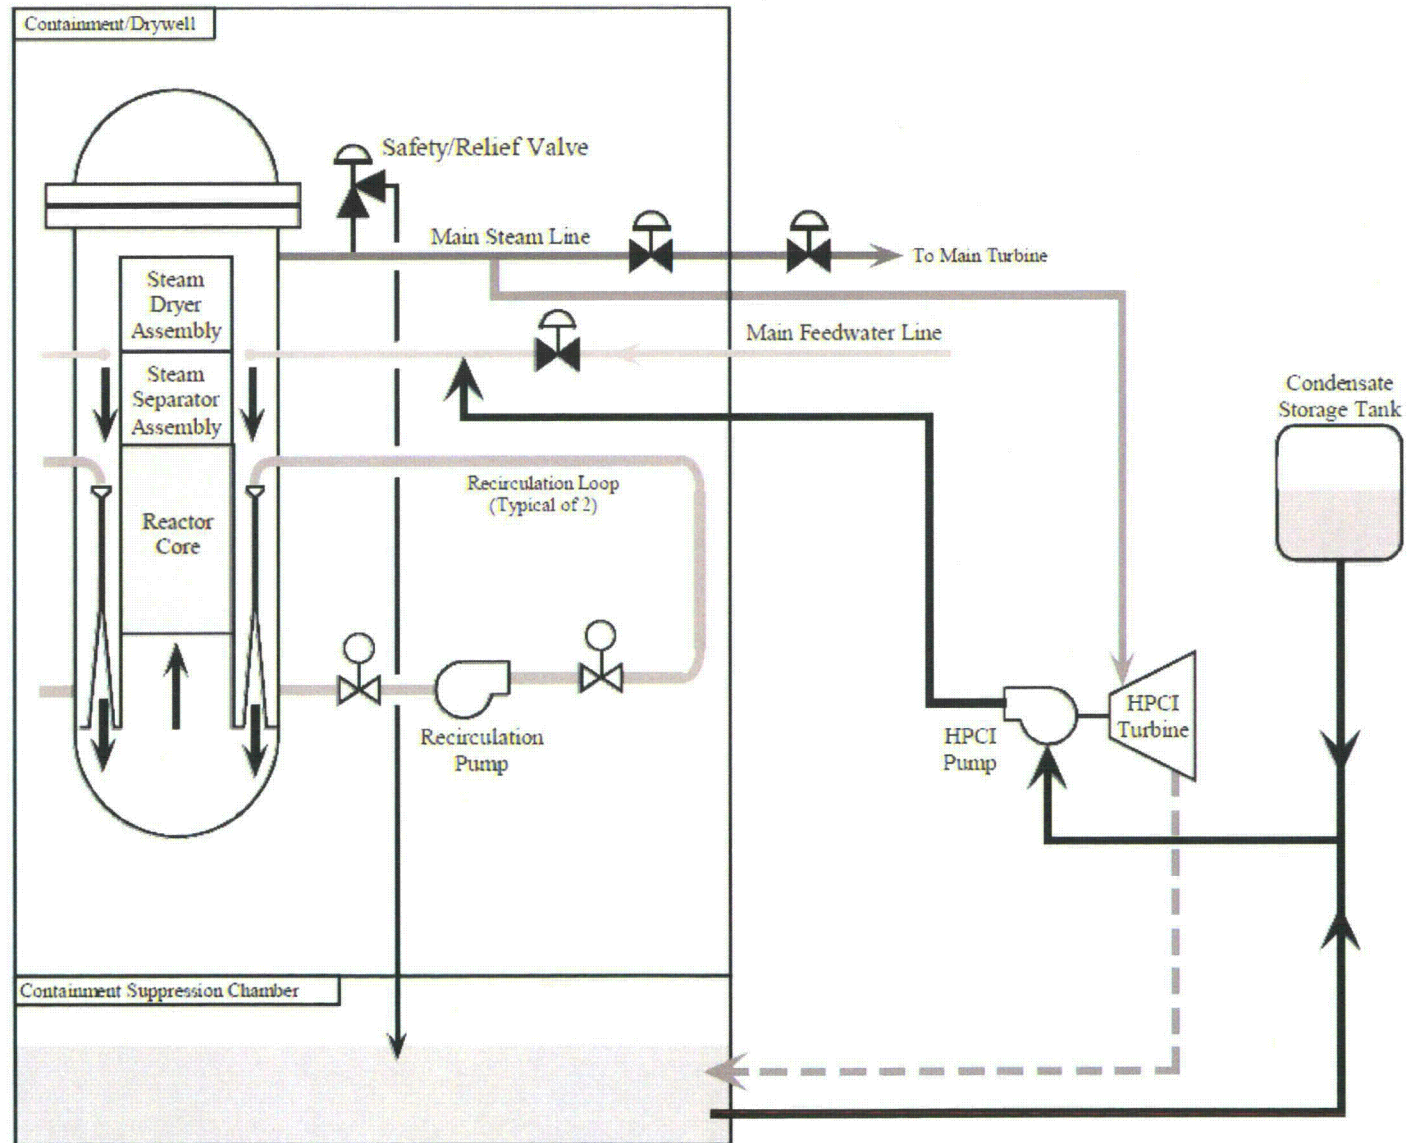 Containment/Drywell
Safety/Relief Valve
Main Steam Line
To Main Turbine
Steam
Dryer
Assembly
Main Feedwater Line
Steam
Separator
Assembly
Condensate
Storage Tank
Recirculation Loop
(Typical of 2)
Reactor
Core
HPCI
Turbine
HPCI
Pump
Recirculation
Pump
Containment Suppression Chamber